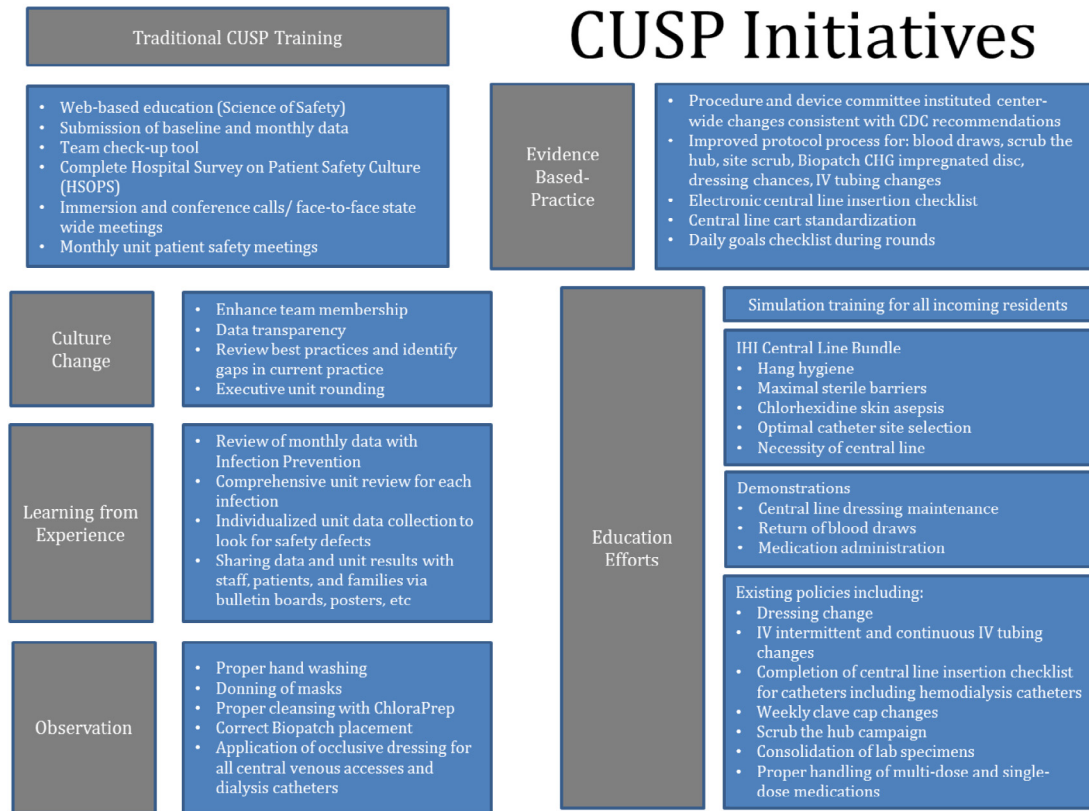 CUSP Initiatives
Traditional CUSP Training
• Web-based education (Science of Safety)
• Submission of baseline and monthly data
• Team check-up tool
• Complete Hospital Survey on Patient Safety Culture
(HSOPS)
• Immersion and conference calls/ face-to-face state
wide meetings
• Monthly unit patient safety meetings
Evidence
Based-
Practice
• Procedure and device committee instituted center-
wide changes consistent with CDC recommendations
• Improved protocol process for: blood draws, scrub the
hub, site scrub, Biopatch CHG impregnated disc,
dressing chances, IV tubing changes
• Electronic central line insertion checklist
• Central line cart standardization
• Daily goals checklist during rounds
Culture
Change
• Enhance team membership
• Data transparency
• Review best practices and identify
gaps in current practice
• Executive unit rounding
Learning from
Experience
• Review of monthly data with
Infection Prevention
• Comprehensive unit review for each
infection
• Individualized unit data collection to
look for safety defects
• Sharing data and unit results with
staff, patients, and families via
bulletin boards, posters, etc
Observation
• Proper hand washing
• Donning of masks
• Proper cleansing with ChloraPrep
• Correct Biopatch placement
• Application of occlusive dressing for
all central venous accesses and
dialysis catheters
Education
Efforts
Simulation training for all incoming residents
IHI Central Line Bundle
• Hang hygiene
• Maximal sterile barriers
• Chlorhexidine skin asepsis
• Optimal catheter site selection
• Necessity of central line
Demonstrations
• Central line dressing maintenance
• Return of blood draws
• Medication administration
Existing policies including:
• Dressing change
• IV intermittent and continuous IV tubing
changes
• Completion of central line insertion checklist
for catheters including hemodialysis catheters
• Weekly clave cap changes
• Scrub the hub campaign
• Consolidation of lab specimens
• Proper handling of multi-dose and single-
dose medications